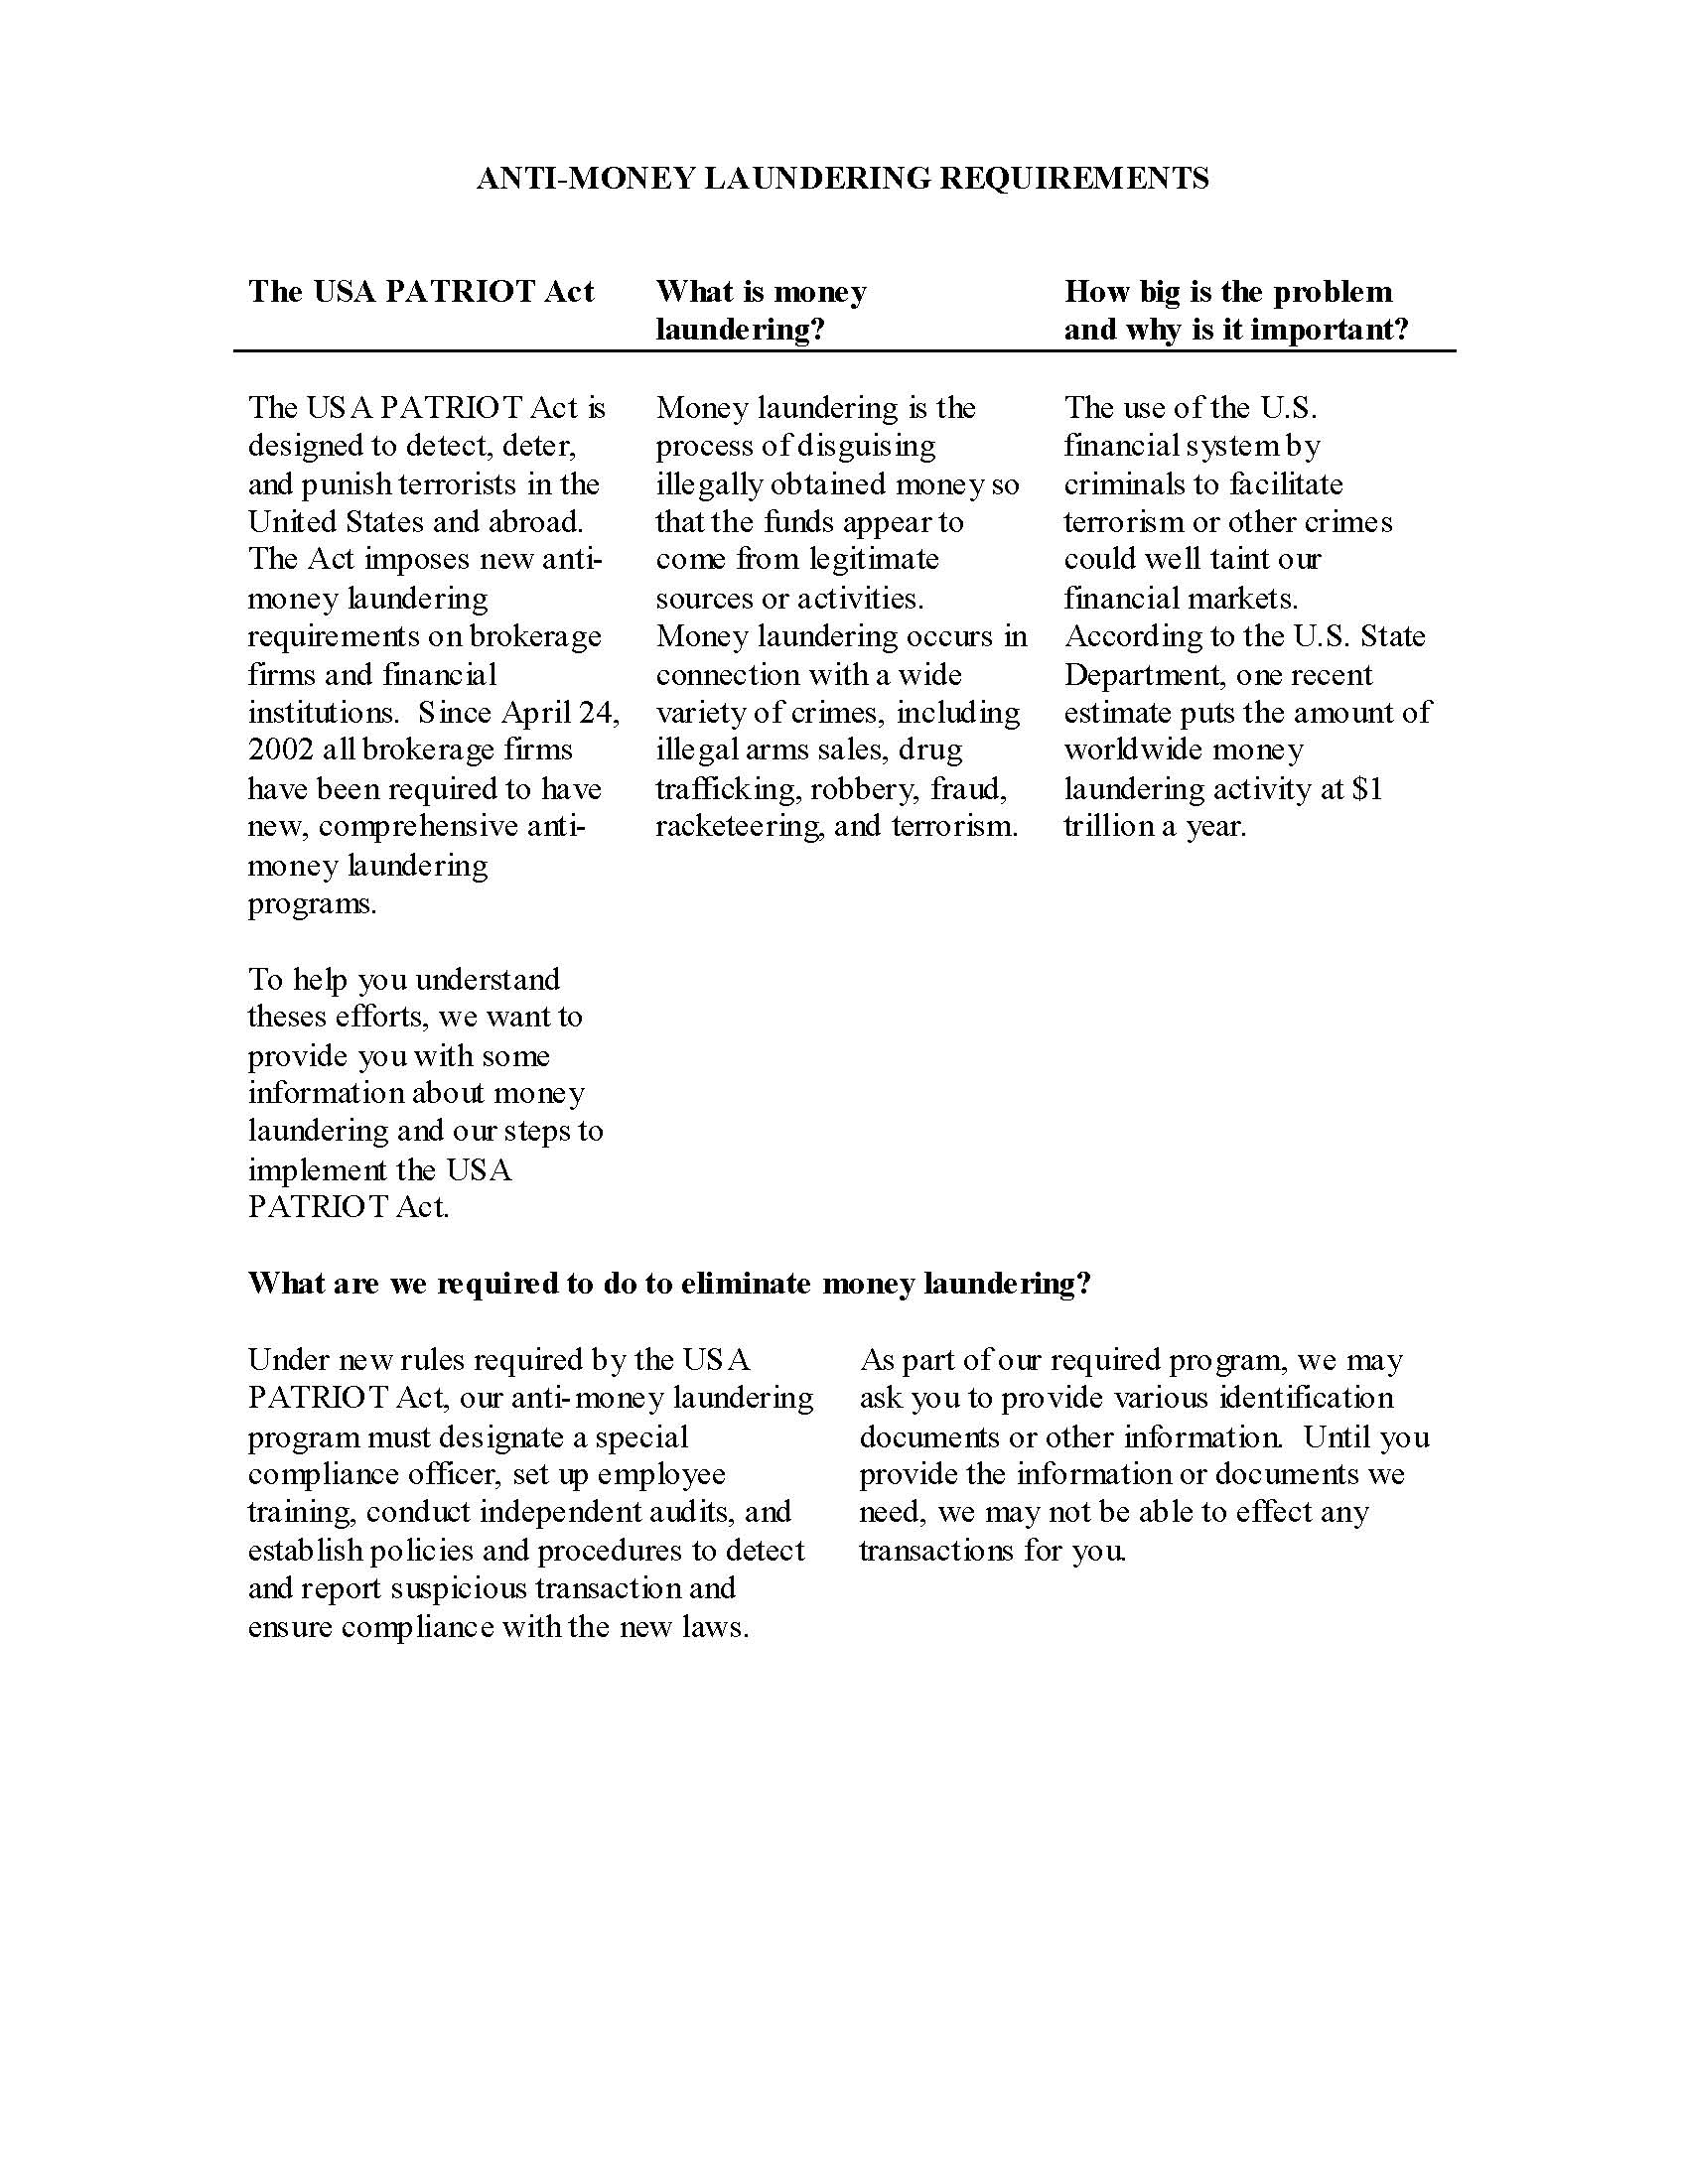 ANTI-MONEY LAUNDERING REQUIREMENTS
The USA PATRIOT Act
What is money
laundering?
How big is the problem
and why is it important?
The USA PATRIOT Act is
designed to detect, deter,
and punish terrorists in the
United States and abroad.
The Act imposes new anti-
money laundering
requirements on brokerage
firms and financial
institutions.  Since April 24,
2002 all brokerage firms
have been required to have
new, comprehensive anti-
money laundering
programs.
To help you understand
theses efforts, we want to
provide you with some
information about money
laundering and our steps to
implement the USA
PATRIOT Act.
Money laundering is the
process of disguising
illegally obtained money so
that the funds appear to
come from legitimate
sources or activities.
Money laundering occurs in
connection with a wide
variety of crimes, including
illegal arms sales, drug
trafficking, robbery, fraud,
racketeering, and terrorism.
The use of the U.S.
financial system by
criminals to facilitate
terrorism or other crimes
could well taint our
financial markets.
According to the U.S. State
Department, one recent
estimate puts the amount of
worldwide money
laundering activity at $1
trillion a year.
What are we required to do to eliminate money laundering?
Under new rules required by the USA
PATRIOT Act, our anti-money laundering
program must designate a special
compliance officer, set up employee
training, conduct independent audits, and
establish policies and procedures to detect
and report suspicious transaction and
ensure compliance with the new laws.
As part of our required program, we may
ask you to provide various identification
documents or other information.  Until you
provide the information or documents we
need, we may not be able to effect any
transactions for you.